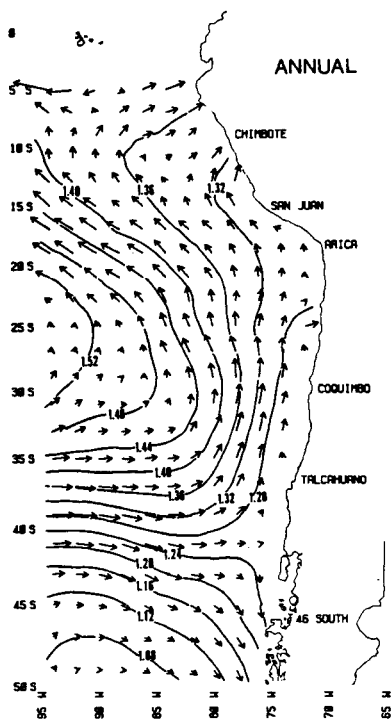 0
ANNUAL
5 S
CHIMBOTE
10 S
1.40
1.36
1.32
SAN JUAN
15 S
ARICA
20 S
25 S
1.52
COQUIMBO
30 S
1.48
1.44
35 S
1.40
TALCAHUANO
1.36
1.32
1.28
40 S
1.24
1.20
1.16
45 S
1.12
46 SOUTH
1.08
50 S
95 W
90 W
85 W
80 W
75 W
70 W
65 W